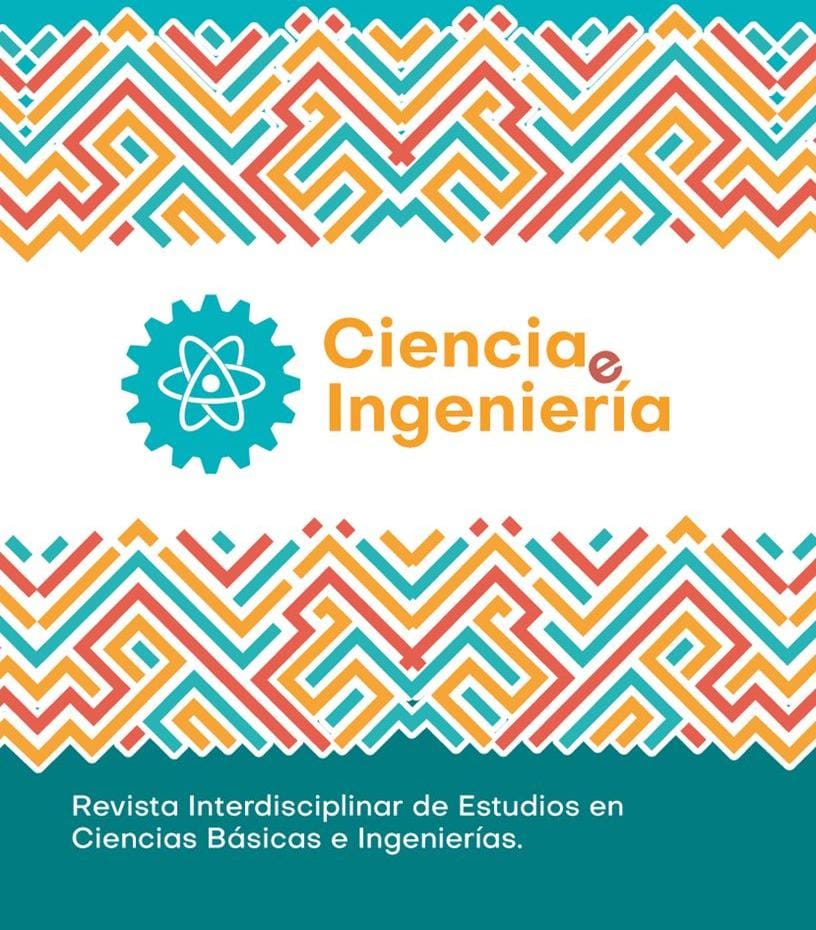 Ciencia e
Ingeniería
Revista Interdisciplinar de Estudios en
Ciencias Básicas e Ingenierías.